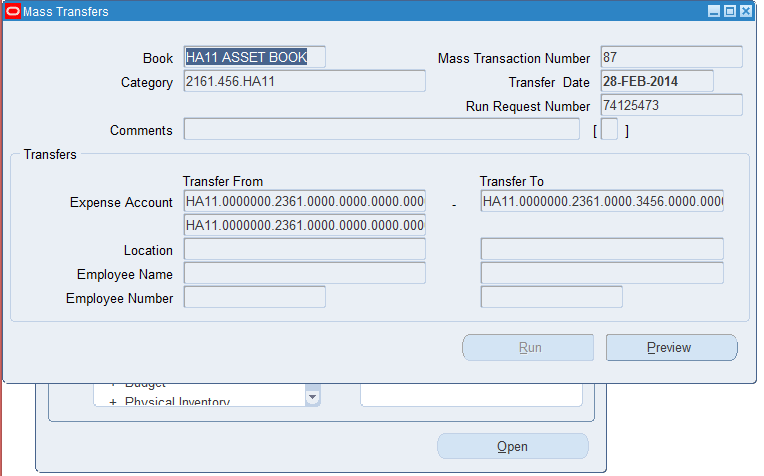 Mass Transfers
Book HA11 ASSET BOOK Mass Transaction Number 87
Category 2161.456.HA11 Transfer Date 28-FEB-2014
Run Request Number 74125473
Comments [ ]
Transfers
Transfer From Transfer To
Expense Account HA11.0000000.2361.0000.0000.0000.000 - HA11.0000000.2361.0000.3456.0000.000
HA11.0000000.2361.0000.0000.0000.000
Location
Employee Name
Employee Number
Run Preview
+ Budget
+ Physical Inventory
Open